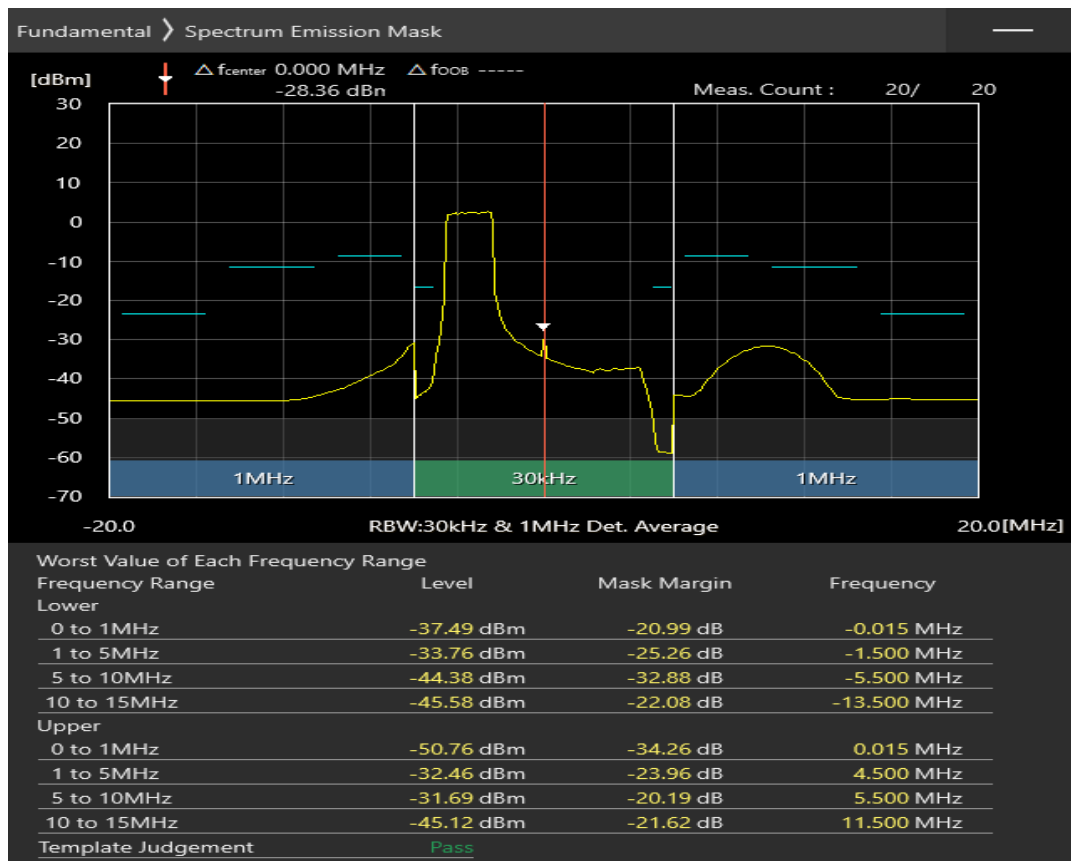 Fundamental ❯ Spectrum Emission Mask
[dBm] △ fcenter 0.000 MHz △ fOOB -----
-28.36 dBn Meas. Count : 20/ 20
30
20
10
0
-10
-20
-30
-40
-50
-60
-70
1MHz 30kHz 1MHz
-20.0 RBW:30kHz & 1MHz Det. Average 20.0[MHz]
Worst Value of Each Frequency Range
Frequency Range Level Mask Margin Frequency
Lower
0 to 1MHz -37.49 dBm -20.99 dB -0.015 MHz
1 to 5MHz -33.76 dBm -25.26 dB -1.500 MHz
5 to 10MHz -44.38 dBm -32.88 dB -5.500 MHz
10 to 15MHz -45.58 dBm -22.08 dB -13.500 MHz
Upper
0 to 1MHz -50.76 dBm -34.26 dB 0.015 MHz
1 to 5MHz -32.46 dBm -23.96 dB 4.500 MHz
5 to 10MHz -31.69 dBm -20.19 dB 5.500 MHz
10 to 15MHz -45.12 dBm -21.62 dB 11.500 MHz
Template Judgement Pass